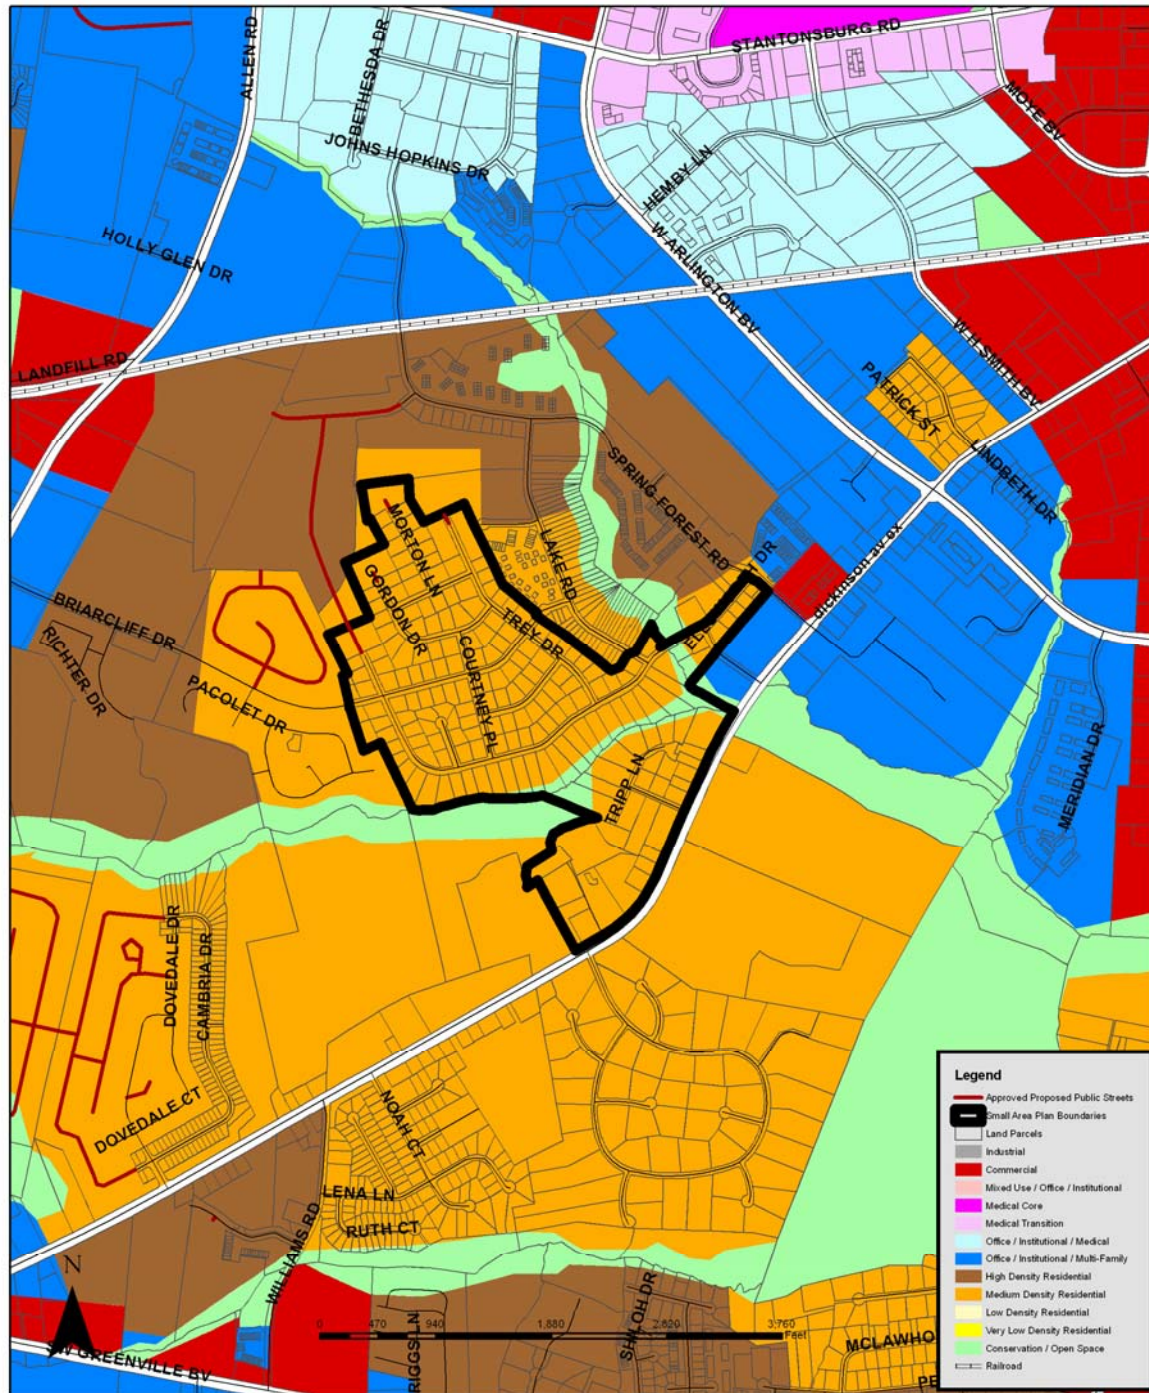 STANTONSBURG RD
ALLEN RD
BETHESDA DR
MOYE BV
JOHNS HOPKINS DR
HEMBY LN
HOLLY GLEN DR
W ARLINGTON BV
W H SMITH BV
LANDFILL RD
PATRICK ST
LINDBETH DR
SPRING FOREST RD
MORTON LN
LAKE RD
dickinson av ex
GORDON DR
TREY DR
BRIARCLIFF DR
RICHTER DR
COURTNEY PL
PACOLET DR
TRIPP LN
MERIDIAN DR
DOVEDALE DR
CAMBRIA DR
DOVEDALE CT
NOAH CT
LENA LN
RUTH CT
WILLIAMS RD
N
SHILOH DR
RIGGS LN
0 470 940 1,880 2,820 3,760
Feet
MCLAWHO
PE
SW GREENVILLE BV
Legend
Approved Proposed Public Streets
Small Area Plan Boundaries
Land Parcels
Industrial
Commercial
Mixed Use / Office / Institutional
Medical Core
Medical Transition
Office / Institutional / Medical
Office / Institutional / Multi-Family
High Density Residential
Medium Density Residential
Low Density Residential
Very Low Density Residential
Conservation / Open Space
Railroad